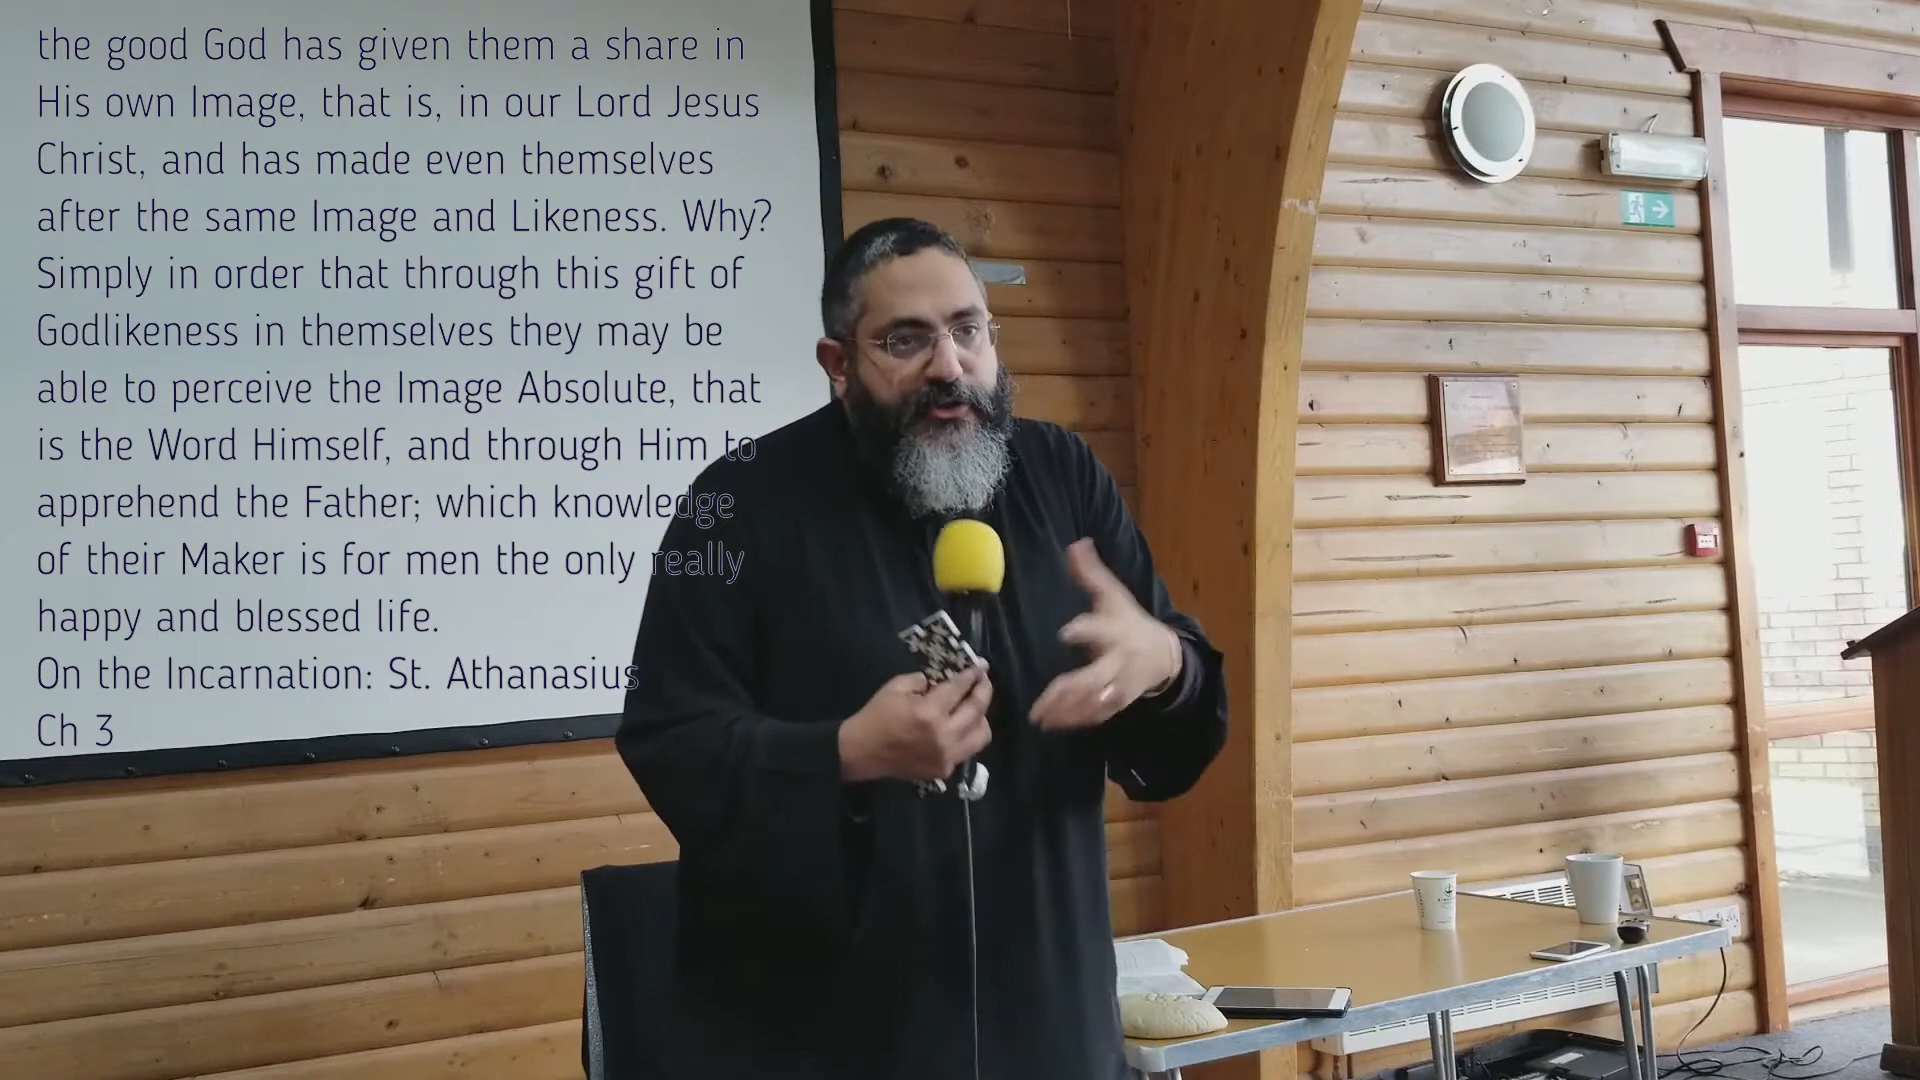 the good God has given them a share in
His own Image, that is, in our Lord Jesus
Christ, and has made even themselves
after the same Image and Likeness. Why?
Simply in order that through this gift of
Godlikeness in themselves they may be
able to perceive the Image Absolute, that
is the Word Himself, and through Him to
apprehend the Father; which knowledge
of their Maker is for men the only really
happy and blessed life.
On the Incarnation: St. Athanasius
Ch 3